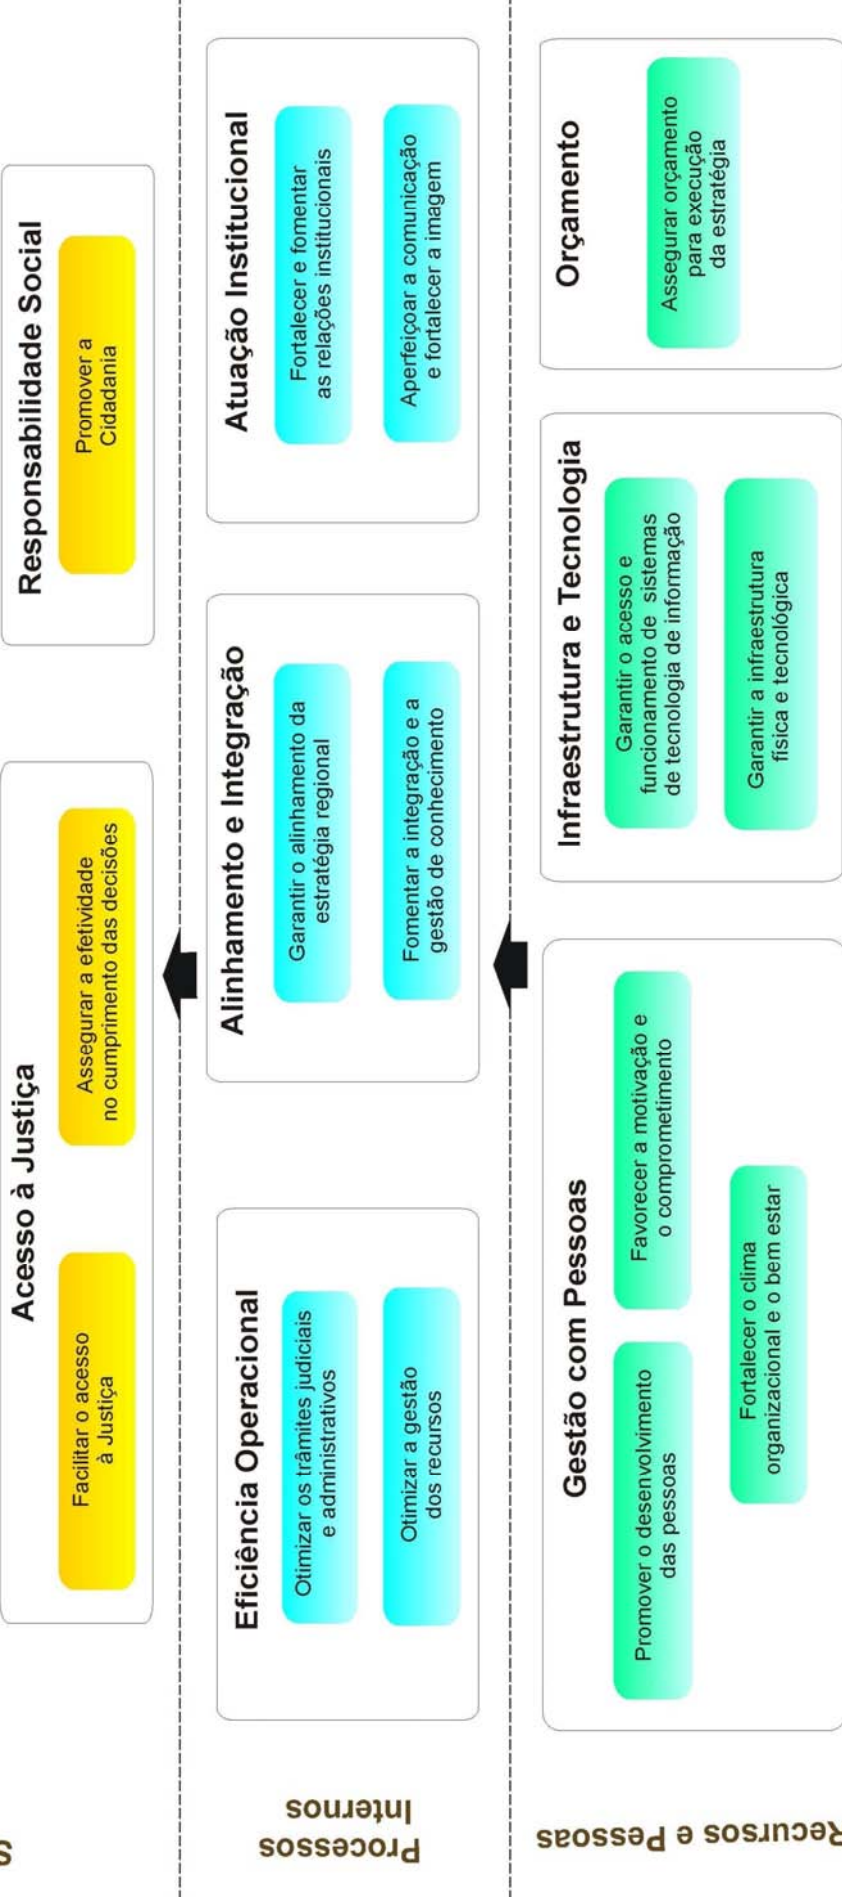 Acesso à Justiça
Facilitar o acesso
à Justiça
Assegurar a efetividade
no cumprimento das decisões
Responsabilidade Social
Promover a
Cidadania
Processos
Internos
Eficiência Operacional
Otimizar os trâmites judiciais
e administrativos
Otimizar a gestão
dos recursos
Alinhamento e Integração
Garantir o alinhamento da
estratégia regional
Fomentar a integração e a
gestão de conhecimento
Atuação Institucional
Fortalecer e fomentar
as relações institucionais
Aperfeiçoar a comunicação
e fortalecer a imagem
Recursos e Pessoas
Gestão com Pessoas
Promover o desenvolvimento
das pessoas
Favorecer a motivação e
o comprometimento
Fortalecer o clima
organizacional e o bem estar
Infraestrutura e Tecnologia
Garantir o acesso e
funcionamento de sistemas
de tecnologia de informação
Garantir a infraestrutura
física e tecnológica
Orçamento
Assegurar orçamento
para execução
da estratégia